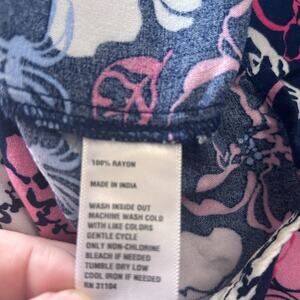 100% RAYON
MADE IN INDIA
WASH INSIDE OUT
MACHINE WASH COLD
WITH LIKE COLORS
GENTLE CYCLE
ONLY NON-CHLORINE
BLEACH IF NEEDED
TUMBLE DRY LOW
COOL IRON IF NEEDED
RN 31104